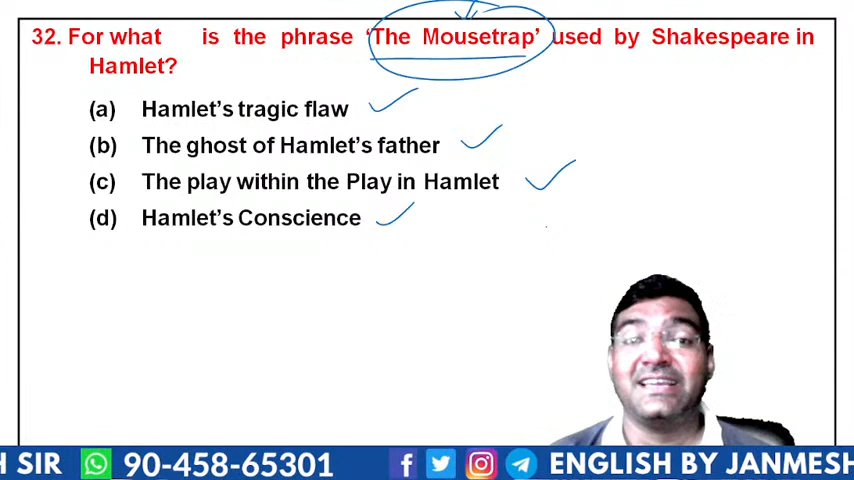 32. For what is the phrase ‘The Mousetrap’ used by Shakespeare in
Hamlet?
(a) Hamlet’s tragic flaw
(b) The ghost of Hamlet’s father
(c) The play within the Play in Hamlet
(d) Hamlet’s Conscience
H SIR 90-458-65301 ENGLISH BY JANMESH